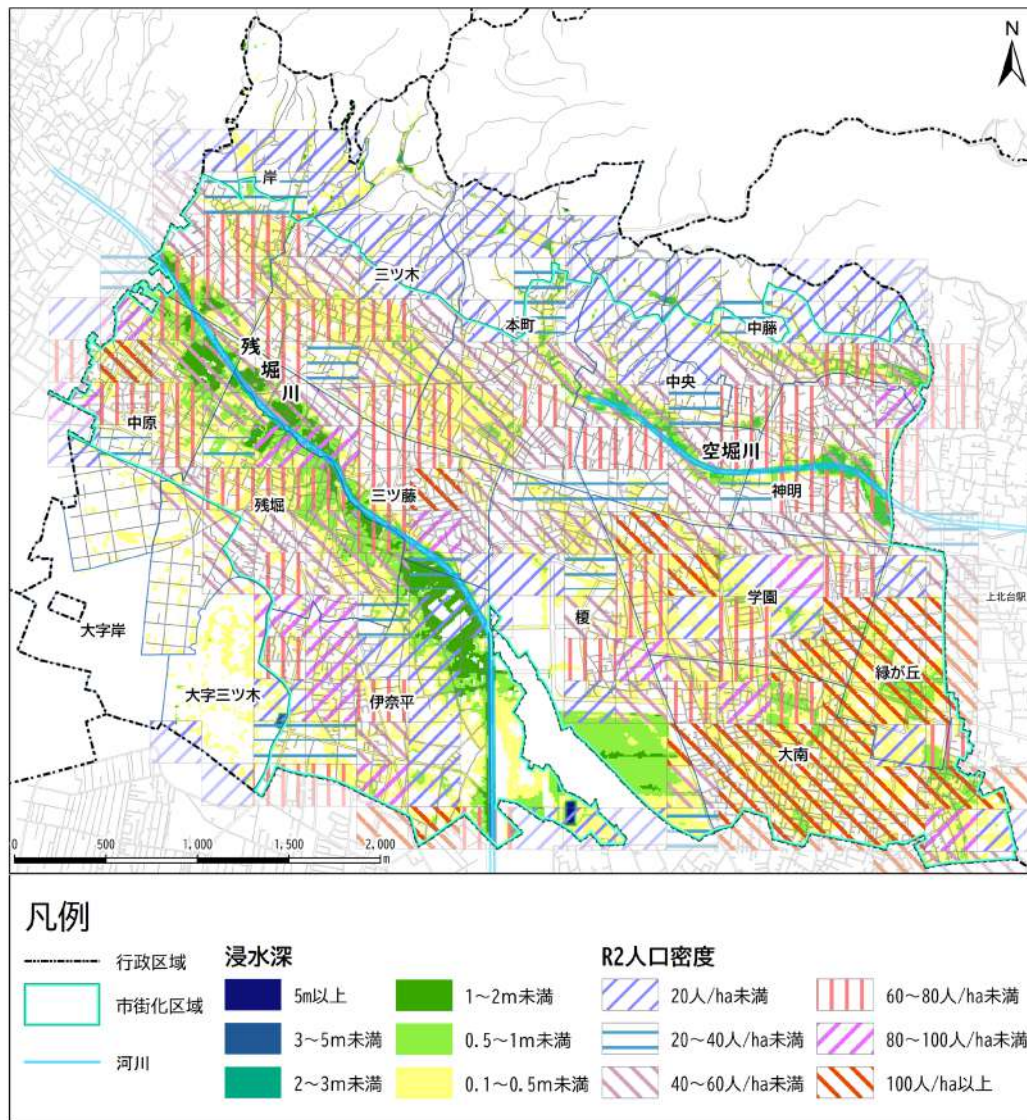 N
岸
三ツ木
本町
中藤
残堀川
中央
中原
空堀川
三ツ藤
神明
残堀
学園
上北台駅
榎
大字岸
緑が丘
大字三ツ木
伊奈平
大南
0 500 1,000 1,500 2,000
m
凡例
行政区域
市街化区域
河川
浸水深
5m以上
3～5m未満
2～3m未満
1～2m未満
0.5～1m未満
0.1～0.5m未満
R2人口密度
20人/ha未満
20～40人/ha未満
40～60人/ha未満
60～80人/ha未満
80～100人/ha未満
100人/ha以上